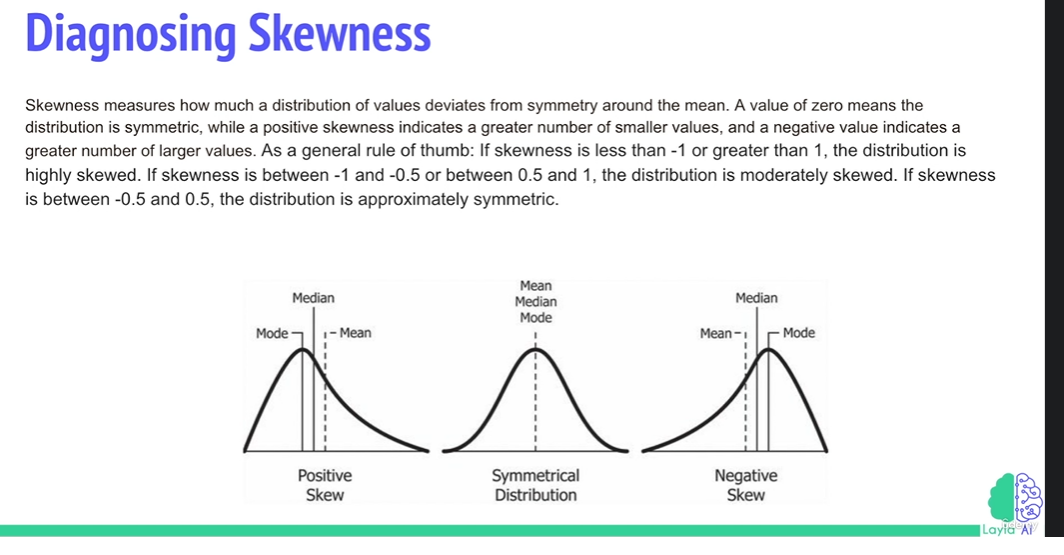 Diagnosing Skewness
Skewness measures how much a distribution of values deviates from symmetry around the mean. A value of zero means the
distribution is symmetric, while a positive skewness indicates a greater number of smaller values, and a negative value indicates a
greater number of larger values. As a general rule of thumb: If skewness is less than -1 or greater than 1, the distribution is
highly skewed. If skewness is between -1 and -0.5 or between 0.5 and 1, the distribution is moderately skewed. If skewness
is between -0.5 and 0.5, the distribution is approximately symmetric.
Median
Mode
Mean
Mean
Median
Mode
Median
Mean
Mode
Positive
Skew
Symmetrical
Distribution
Negative
Skew
Layla AI